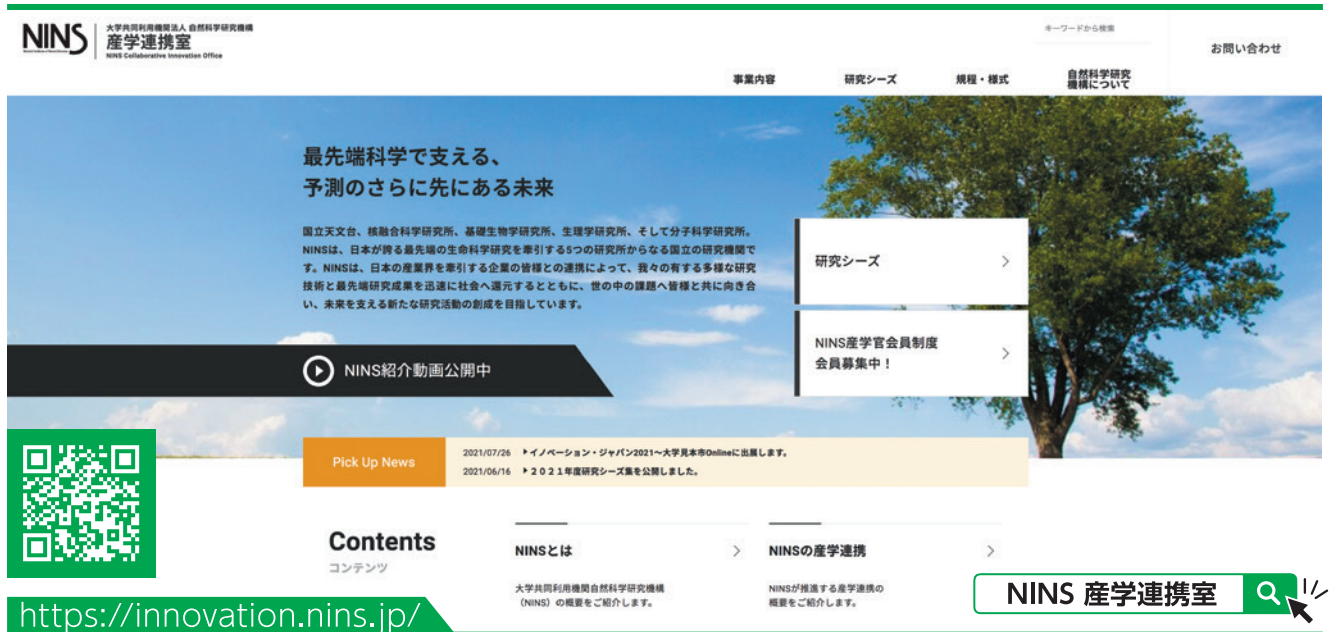 NINS
大学共同利用機関法人 自然科学研究機構
産学連携室
NINS Collaborative Innovation Office
キーワードから検索
お問い合わせ
事業内容
研究シーズ
規程・様式
自然科学研究
機構について
最先端科学で支える、
予測のさらに先にある未来
国立天文台、核融合科学研究所、基礎生物学研究所、生理学研究所、そして分子科学研究所。
NINSは、日本が誇る最先端の生命科学研究を牽引する5つの研究所からなる国立の研究機関で
す。NINSは、日本の産業界を牽引する企業の皆様との連携によって、我々の有する多様な研究
技術と最先端研究成果を迅速に社会へ還元するとともに、世の中の課題へ皆様と共に向き合
い、未来を支える新たな研究活動の創成を目指しています。
研究シーズ
NINS産学官会員制度
会員募集中！
NINS紹介動画公開中
Pick Up News
2021/07/26 イノベーション・ジャパン2021～大学見本市Onlineに出展します。
2021/06/16 ２０２１年度研究シーズ集を公開しました。
Contents
コンテンツ
NINSとは
大学共同利用機関自然科学研究機構
（NINS）の概要をご紹介します。
NINSの産学連携
NINSが推進する産学連携の
概要をご紹介します。
NINS 産学連携室
https://innovation.nins.jp/